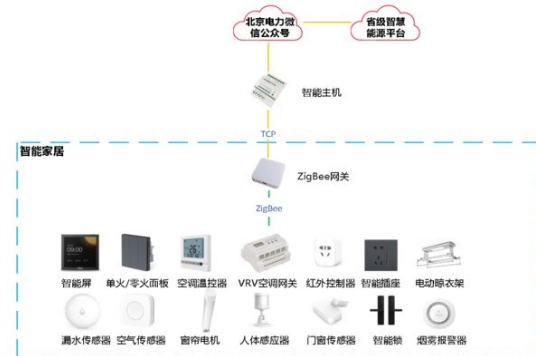 北京电力微
信公众号
省级智慧
能源平台
智能主机
TCP
智能家居
ZigBee网关
ZigBee
智能屏
单火/零火面板
空调温控器
VRV空调网关
红外控制器
智能插座
电动晾衣架
漏水传感器
空气传感器
窗帘电机
人体感应器
门窗传感器
智能锁
烟雾报警器